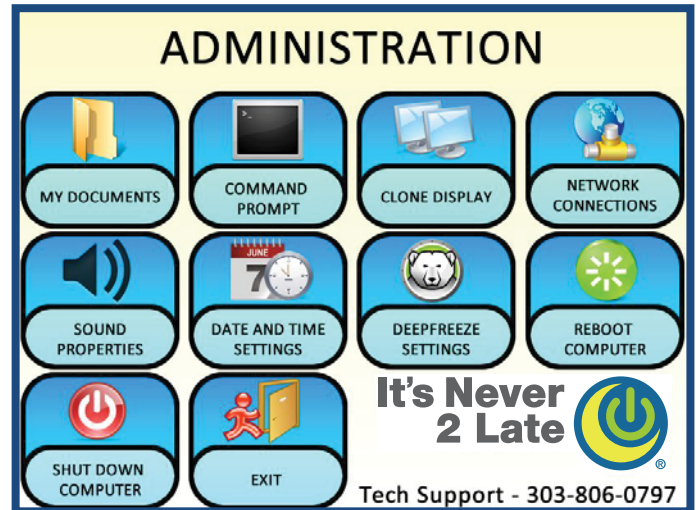 ADMINISTRATION
MY DOCUMENTS
COMMAND
PROMPT
CLONE DISPLAY
NETWORK
CONNECTIONS
SOUND
PROPERTIES
JUNE
7
DATE AND TIME
SETTINGS
DEEPFREEZE
SETTINGS
REBOOT
COMPUTER
SHUT DOWN
COMPUTER
EXIT
It's Never
2 Late
®
Tech Support - 303-806-0797